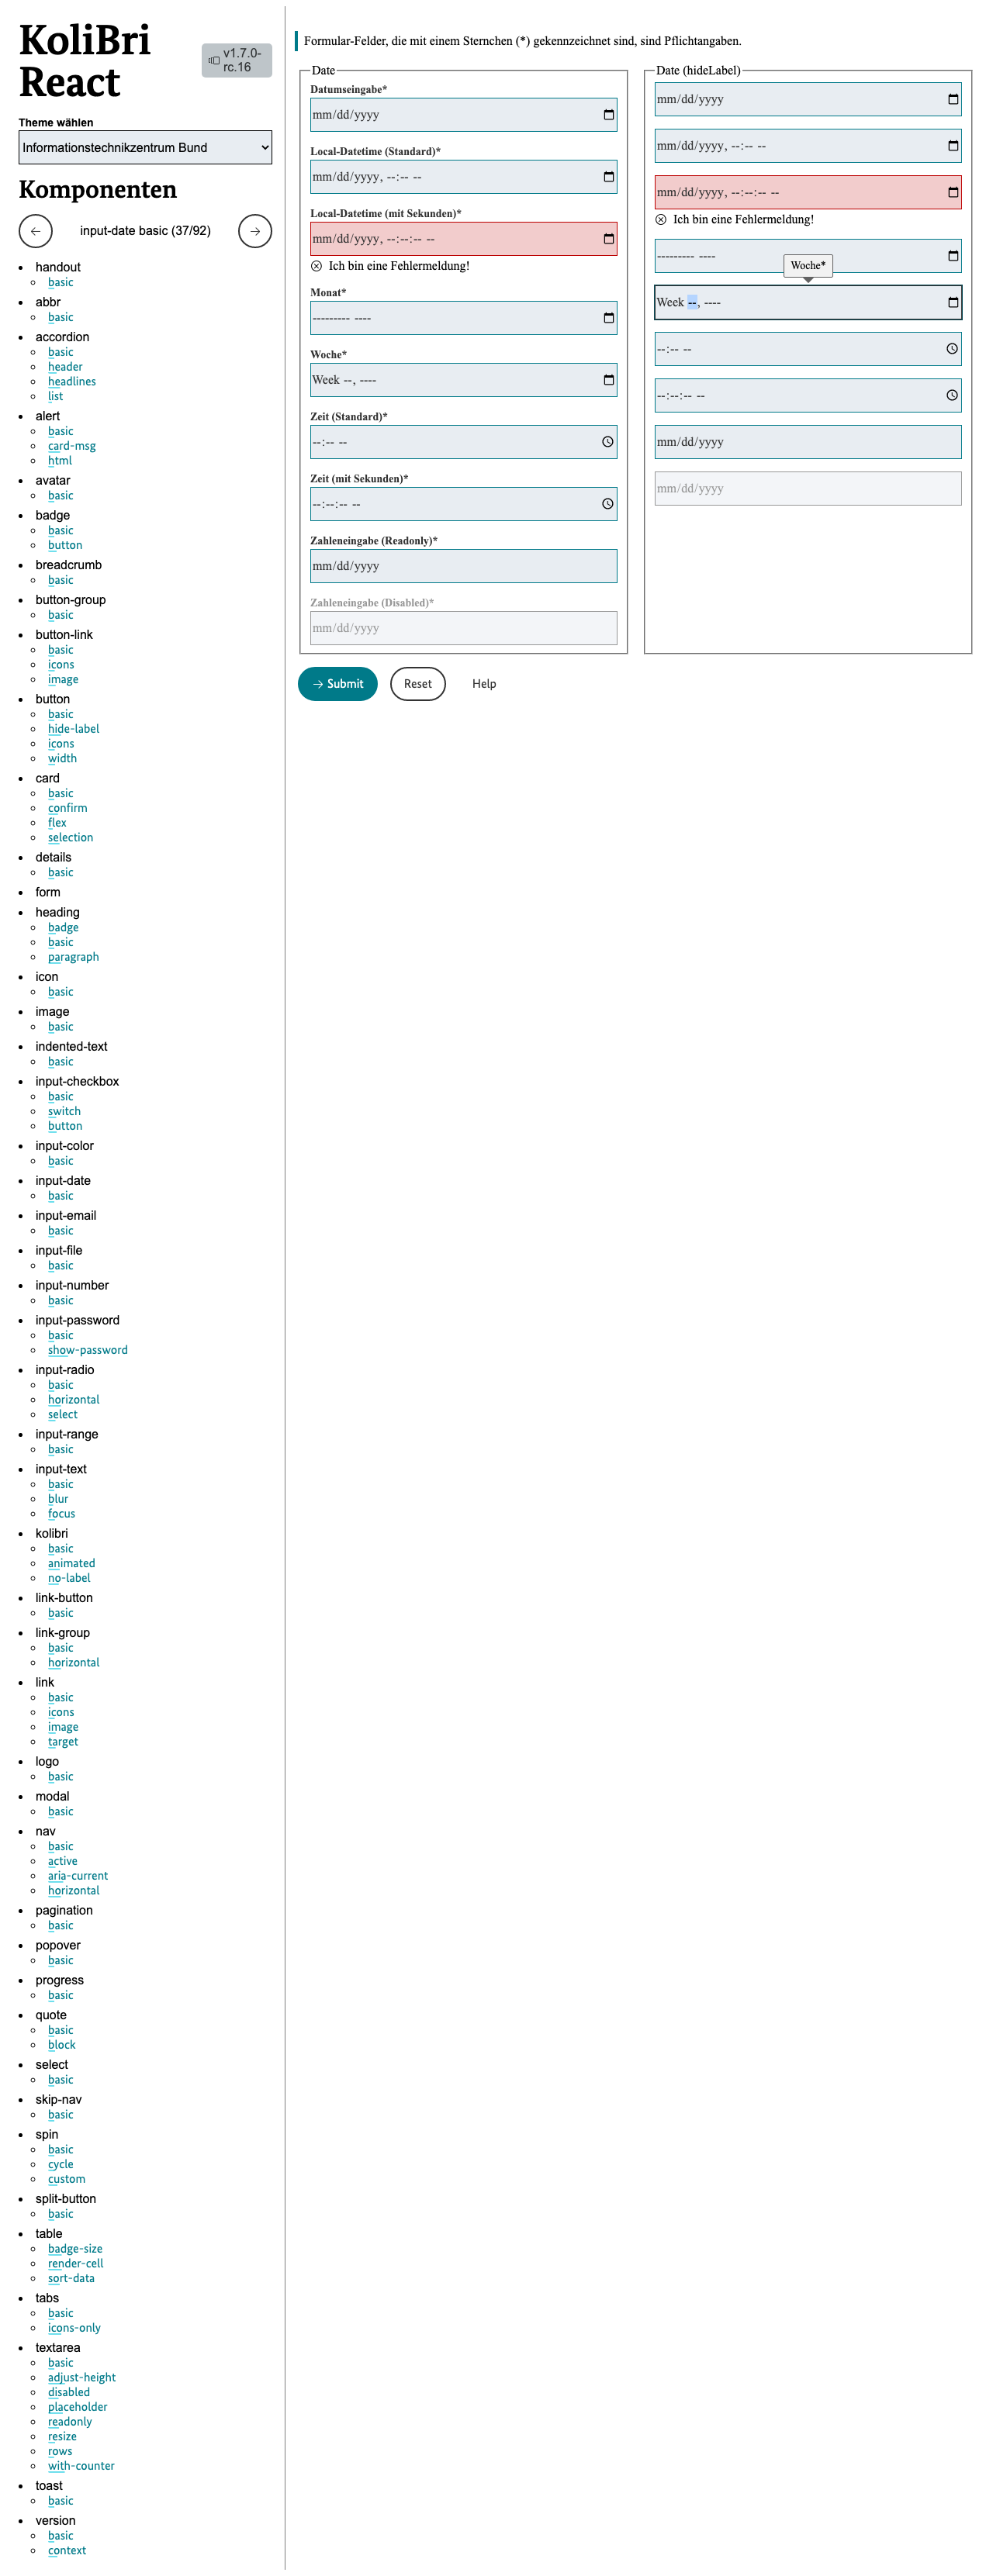 KoliBri
React
v1.7.0-
rc.16
Theme wählen
Informationstechnikzentrum Bund
Komponenten
input-date basic (37/92)
handout
basic
abbr
basic
accordion
basic
header
headlines
list
alert
basic
card-msg
html
avatar
basic
badge
basic
button
breadcrumb
basic
button-group
basic
button-link
basic
icons
image
button
basic
hide-label
icons
width
card
basic
confirm
flex
selection
details
basic
form
heading
badge
basic
paragraph
icon
basic
image
basic
indented-text
basic
input-checkbox
basic
switch
button
input-color
basic
input-date
basic
input-email
basic
input-file
basic
input-number
basic
input-password
basic
show-password
input-radio
basic
horizontal
select
input-range
basic
input-text
basic
blur
focus
kolibri
basic
animated
no-label
link-button
basic
link-group
basic
horizontal
link
basic
icons
image
target
logo
basic
modal
basic
nav
basic
active
aria-current
horizontal
pagination
basic
popover
basic
progress
basic
quote
basic
block
select
basic
skip-nav
basic
spin
basic
cycle
custom
split-button
basic
table
badge-size
render-cell
sort-data
tabs
basic
icons-only
textarea
basic
adjust-height
disabled
placeholder
readonly
resize
rows
with-counter
toast
basic
version
basic
context
Formular-Felder, die mit einem Sternchen (*) gekennzeichnet sind, sind Pflichtangaben.
Date
Datumseingabe*
mm/dd/yyyy
Local-Datetime (Standard)*
mm/dd/yyyy, --:-- --
Local-Datetime (mit Sekunden)*
mm/dd/yyyy, --:--:-- --
Ich bin eine Fehlermeldung!
Monat*
--------- ----
Woche*
Week --, ----
Zeit (Standard)*
--:-- --
Zeit (mit Sekunden)*
--:--:-- --
Zahleneingabe (Readonly)*
mm/dd/yyyy
Zahleneingabe (Disabled)*
mm/dd/yyyy
Date (hideLabel)
mm/dd/yyyy
mm/dd/yyyy, --:-- --
mm/dd/yyyy, --:--:-- --
Ich bin eine Fehlermeldung!
--------- ----
Woche*
Week --, ----
--:-- --
--:--:-- --
mm/dd/yyyy
mm/dd/yyyy
Submit
Reset
Help